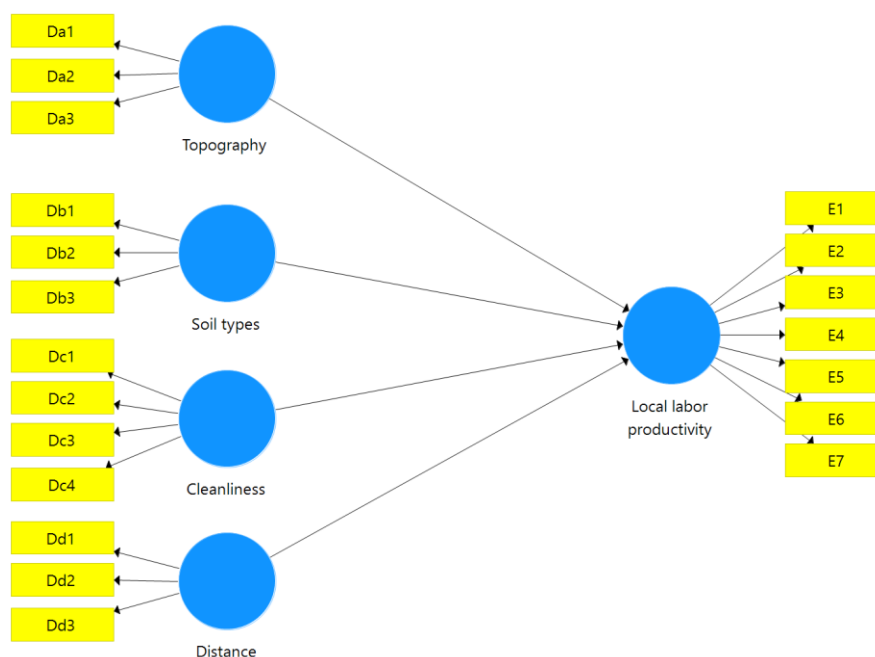 Da1
Da2
Da3
Topography
Db1
Db2
Db3
Soil types
Dc1
Dc2
Dc3
Dc4
Cleanliness
Dd1
Dd2
Dd3
Distance
Local labor
productivity
E1
E2
E3
E4
E5
E6
E7